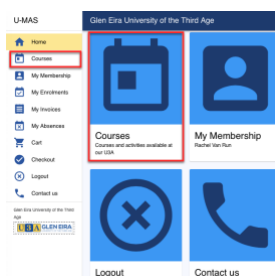 U-MAS
Glen Eira University of the Third Age
Home
Courses
My Membership
My Enrolments
My Invoices
My Absences
Cart
Checkout
Logout
Contact us
Glen Eira University of the Third
Age
U3A GLEN EIRA
Courses
Courses and activities available at
our U3A
My Membership
Rachel Van Run
Logout
Contact us